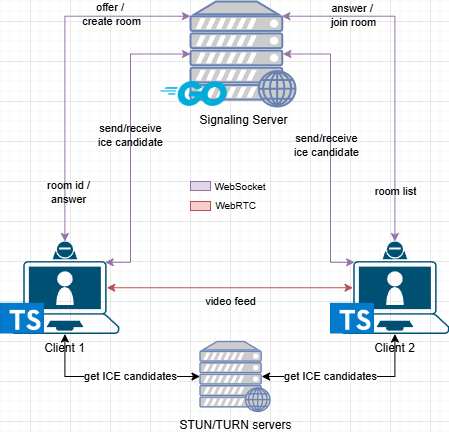 offer /
create room
answer /
join room
GO
Signaling Server
send/receive
ice candidate
send/receive
ice candidate
room id /
answer
WebSocket
WebRTC
room list
TS
video feed
TS
Client 1
Client 2
get ICE candidates
get ICE candidates
STUN/TURN servers